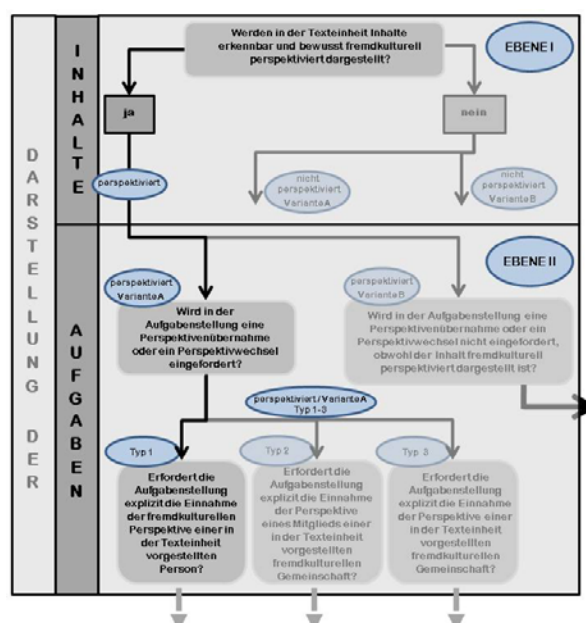 DARSTELLUNG DER
INHALTE
Werden in der Texteinheit Inhalte
erkennbar und bewusst fremdkulturell
perspektiviert dargestellt?
EBENE I
ja
nein
perspektiviert
nicht
perspektiviert
VarianteA
nicht
perspektiviert
VarianteB
AUFGABEN
EBENE II
perspektiviert
VarianteA
perspektiviert
VarianteB
Wird in der
Aufgabenstellung eine
Perspektivenübernahme
oder ein Perspektivwechsel
eingefordert?
Wird in der Aufgabenstellung eine
Perspektivenübernahme oder ein
Perspektivwechsel nicht eingefordert,
obwohl der Inhalt fremdkulturell
perspektiviert dargestellt ist?
perspektiviert/VarianteA
Typ 1-3
Typ 1
Typ 2
Typ 3
Erfordert die
Aufgabenstellung
explizit die Einnahme
der fremdkulturellen
Perspektive einer in
der Texteinheit
vorgestellten
Person?
Erfordert die
Aufgabenstellung
explizit die Einnahme
der Perspektive
eines Mitglieds einer
in der Texteinheit
vorgestellten
fremdkulturellen
Gemeinschaft?
Erfordert die
Aufgabenstellung
explizit die Einnahme
der Perspektive einer
in der Texteinheit
vorgestellten
fremdkulturellen
Gemeinschaft?